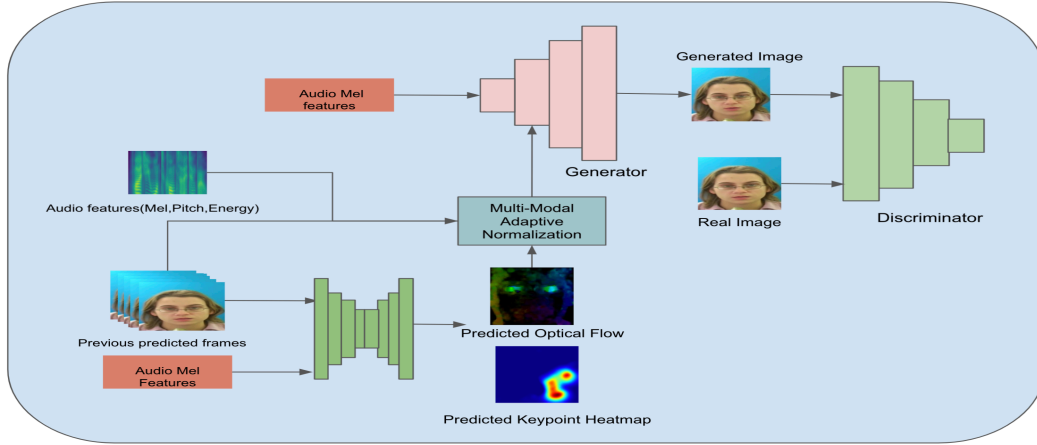 Generated Image
Audio Mel
features
Generator
Audio features(Mel,Pitch,Energy)
Multi-Modal
Adaptive
Normalization
Real Image
Discriminator
Predicted Optical Flow
Previous predicted frames
Audio Mel
Features
Predicted Keypoint Heatmap